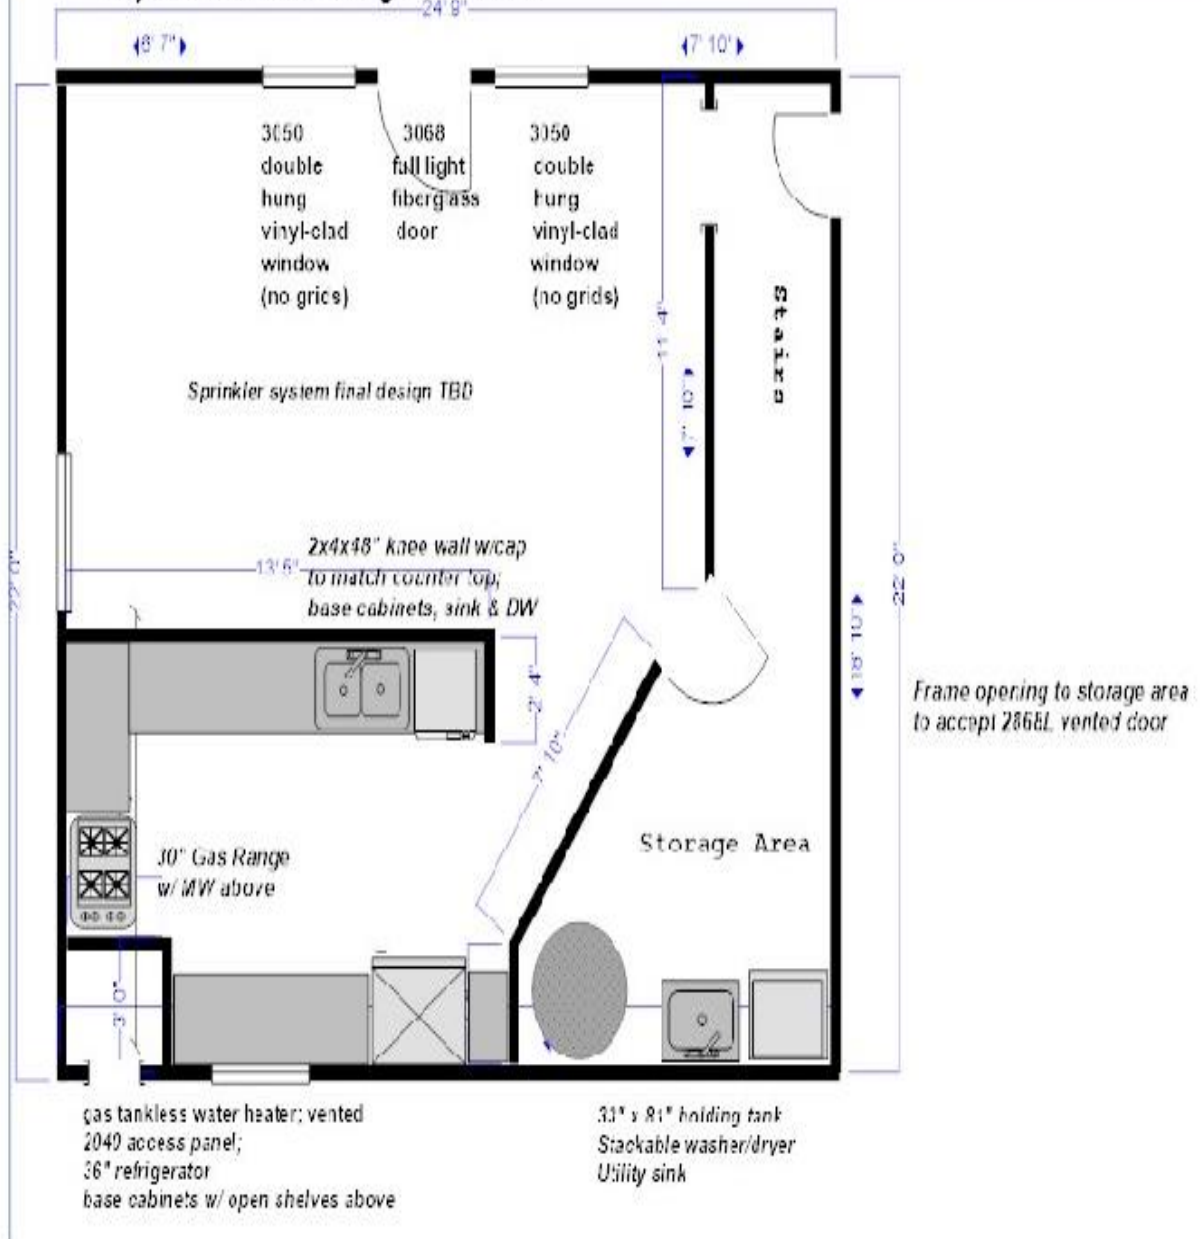 24' 9"
6' 7"
7' 10'
3050
double
hung
vinyl-clad
window
(no grids)
3068
full light
fiberglass
door
3050
double
hung
vinyl-clad
window
(no grids)
Stairs
11' 4"
7' 10'
Sprinkler system final design TBD
2x4x48" knee wall w/cap
to match counter top;
base cabinets, sink & DW
13' 5"
22' 0"
22' 0"
18' 10'
2' 4"
7' 10"
Frame opening to storage area
to accept 2868L vented door
Storage Area
30" Gas Range
w/ MW above
3' 0"
gas tankless water heater; vented
2040 access panel;
36" refrigerator
base cabinets w/ open shelves above
33" x 81" holding tank
Stackable washer/dryer
Utility sink